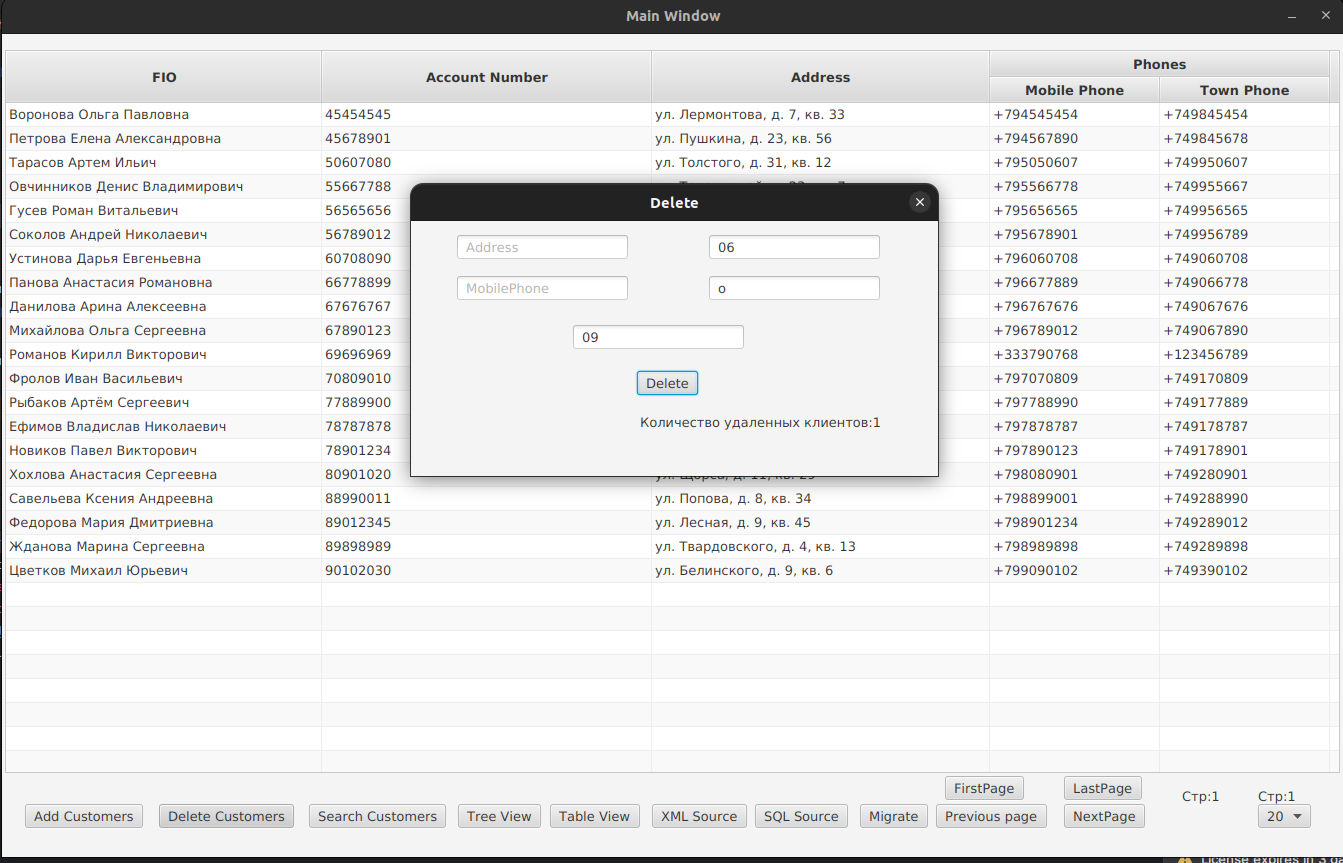 Main Window
FIO Account Number Address Phones
Mobile Phone Town Phone
Воронова Ольга Павловна 45454545 ул. Лермонтова, д. 7, кв. 33 +794545454 +749845454
Петрова Елена Александровна 45678901 ул. Пушкина, д. 23, кв. 56 +794567890 +749845678
Тарасов Артем Ильич 50607080 ул. Толстого, д. 31, кв. 12 +795050607 +749950607
Овчинников Денис Владимирович 55667788 +795566778 +749955667
Гусев Роман Витальевич 56565656 +795656565 +749956565
Соколов Андрей Николаевич 56789012 +795678901 +749956789
Устинова Дарья Евгеньевна 60708090 +796060708 +749060708
Панова Анастасия Романовна 66778899 +796677889 +749066778
Данилова Арина Алексеевна 67676767 +796767676 +749067676
Михайлова Ольга Сергеевна 67890123 +796789012 +749067890
Романов Кирилл Викторович 69696969 +333790768 +123456789
Фролов Иван Васильевич 70809010 +797070809 +749170809
Рыбаков Артём Сергеевич 77889900 +797788990 +749177889
Ефимов Владислав Николаевич 78787878 +797878787 +749178787
Новиков Павел Викторович 78901234 +797890123 +749178901
Хохлова Анастасия Сергеевна 80901020 +798080901 +749280901
Савельева Ксения Андреевна 88990011 ул. Попова, д. 8, кв. 34 +798899001 +749288990
Федорова Мария Дмитриевна 89012345 ул. Лесная, д. 9, кв. 45 +798901234 +749289012
Жданова Марина Сергеевна 89898989 ул. Твардовского, д. 4, кв. 13 +798989898 +749289898
Цветков Михаил Юрьевич 90102030 ул. Белинского, д. 9, кв. 6 +799090102 +749390102
Delete
Address 06
MobilePhone о
09
Delete
Количество удаленных клиентов:1
FirstPage LastPage Стр:1 Стр:1
Add Customers Delete Customers Search Customers Tree View Table View XML Source SQL Source Migrate Previous page NextPage 20
License expires in 3 da